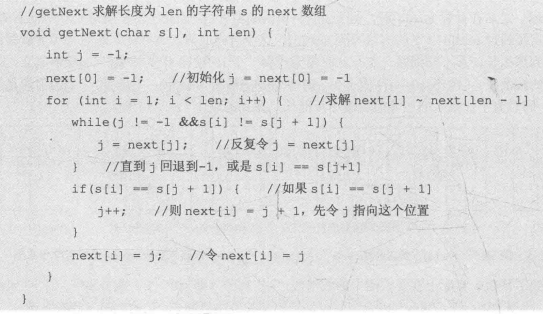 //getNext 求解长度为 len 的字符串 s 的 next 数组
void getNext(char s[], int len) {
    int j = -1;
    next[0] = -1;    //初始化 j = next[0] = -1
    for (int i = 1; i < len; i++) {    //求解 next[1] ~ next[len - 1]
        while(j != -1 &&s[i] != s[j + 1]) {
            j = next[j];    //反复令 j = next[j]
        }    //直到 j 回退到-1，或是 s[i] == s[j+1]
        if(s[i] == s[j + 1]) {    //如果 s[i] == s[j + 1]
            j++;    //则 next[i] = j + 1，先令 j 指向这个位置
        }
        next[i] = j;    //令 next[i] = j
    }
}